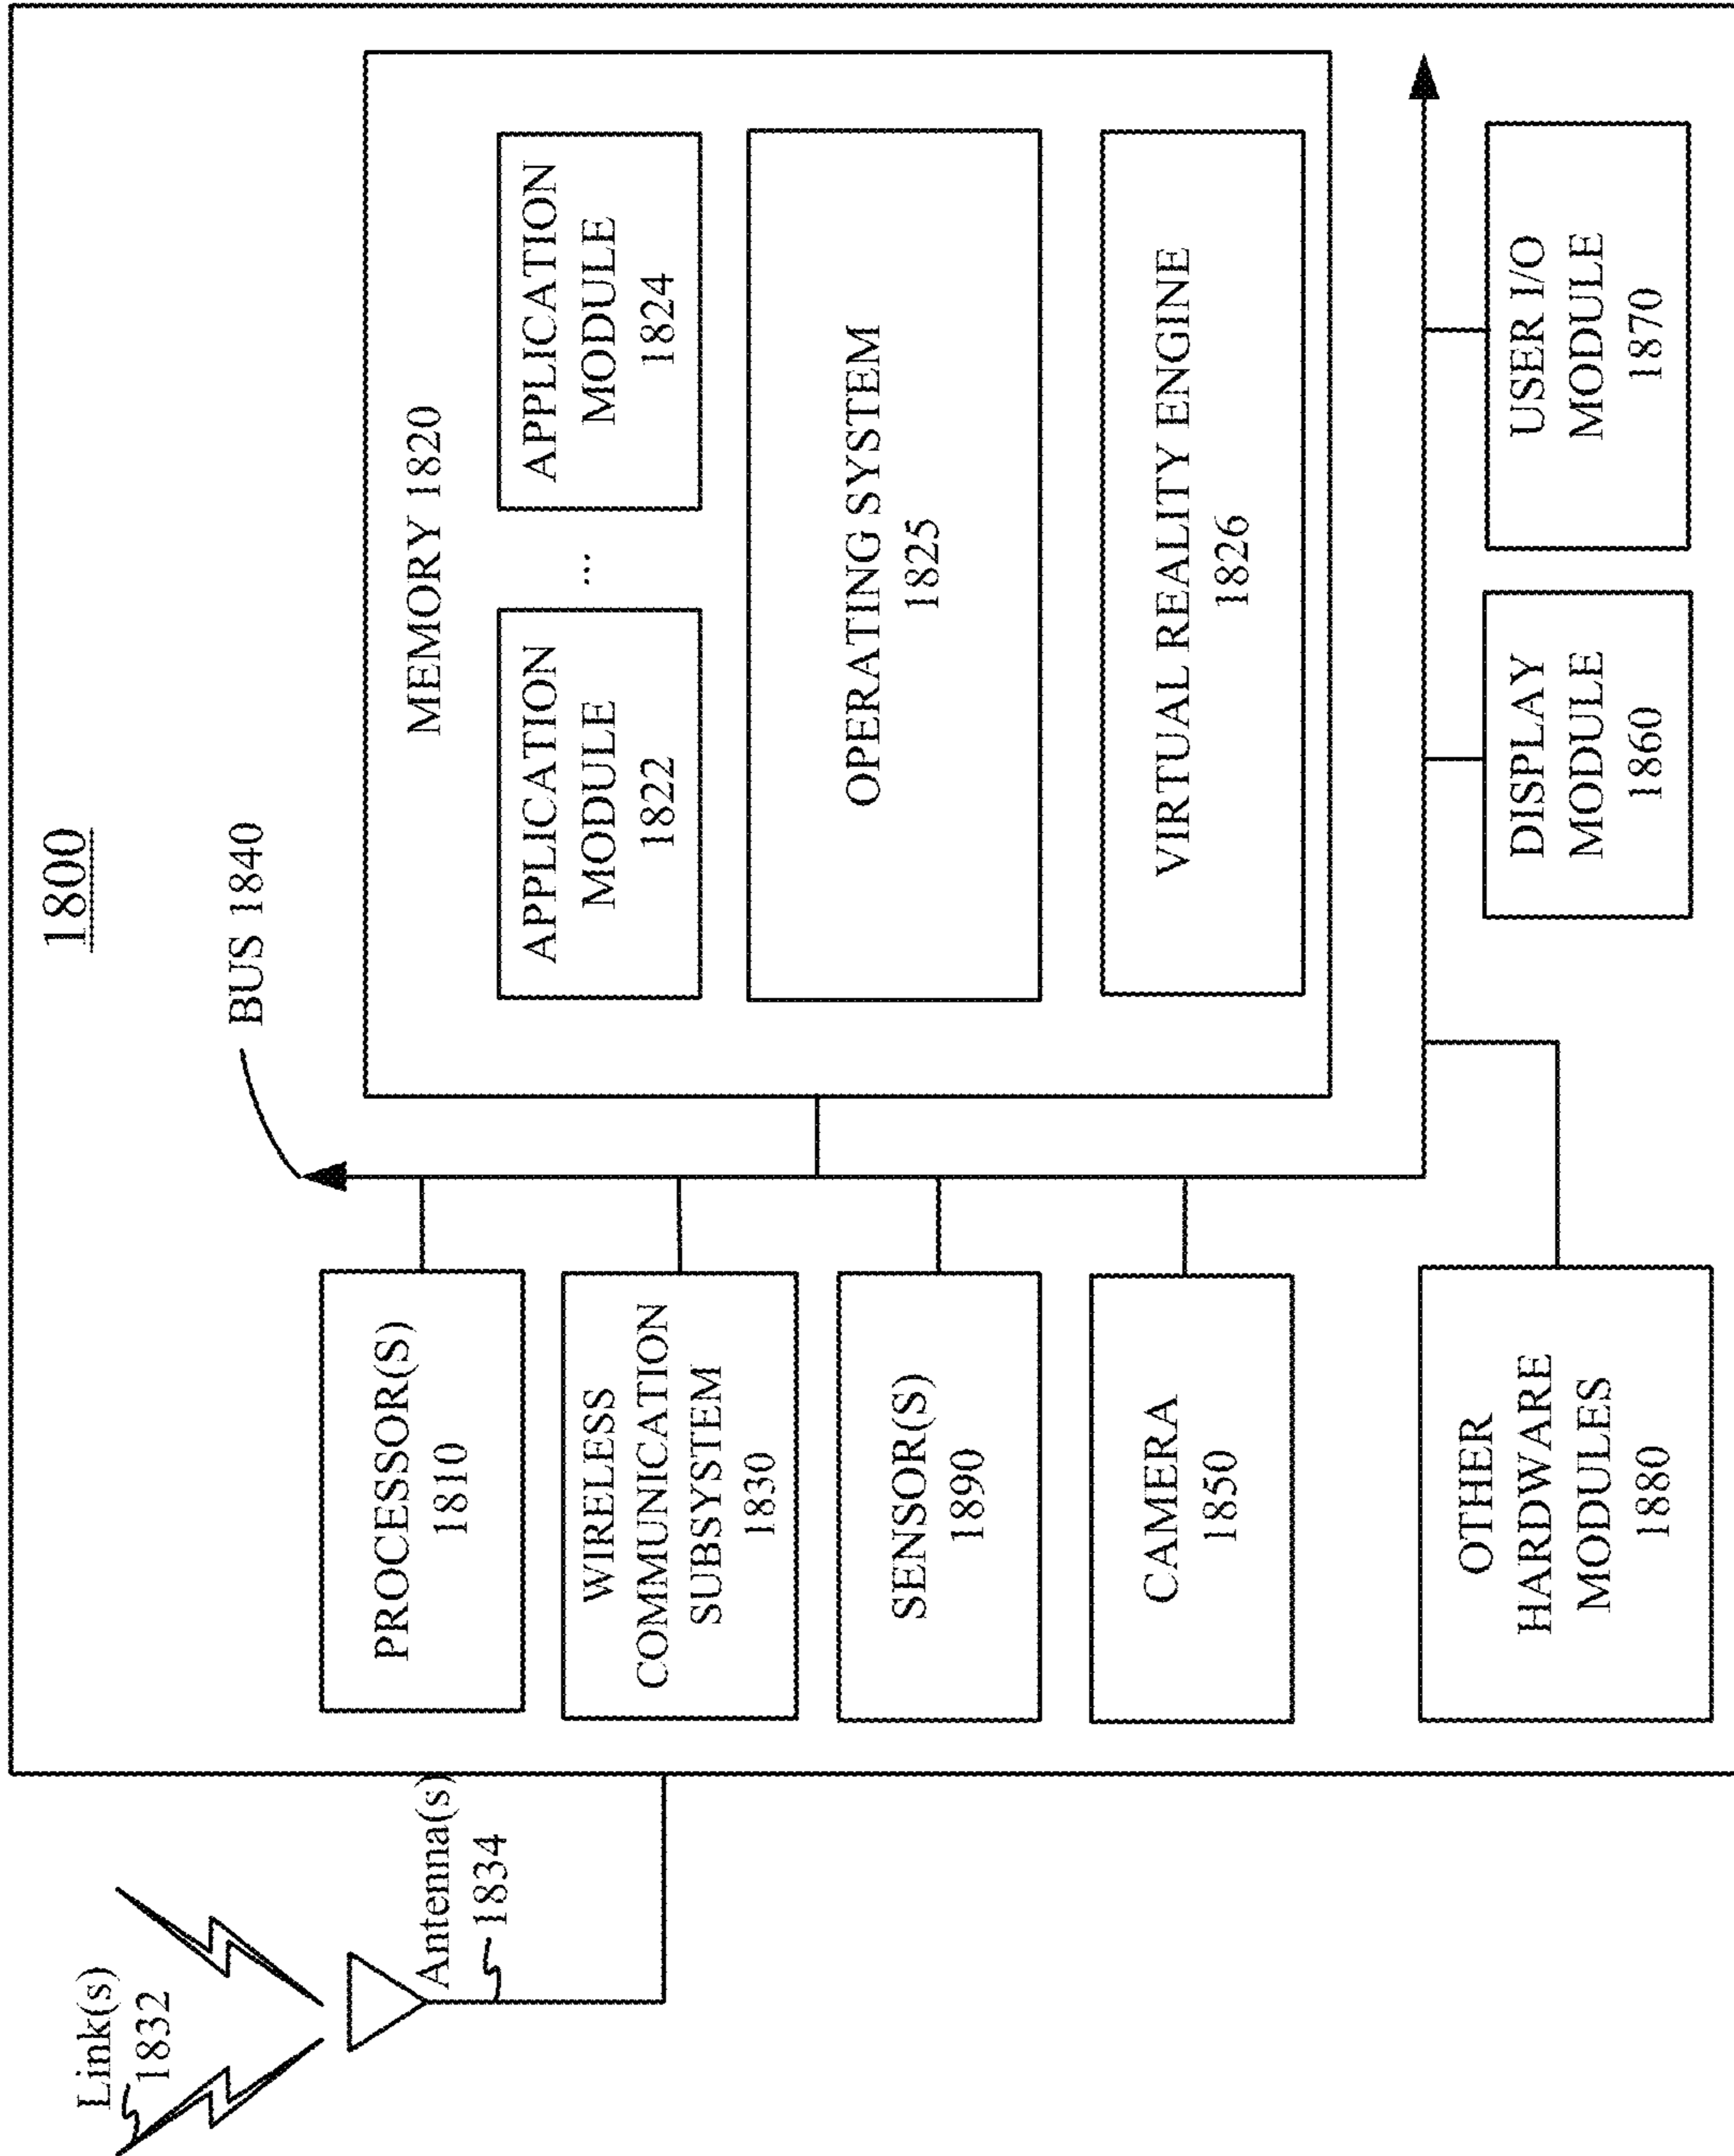 1800
Link(s)
1832
Antenna(s)
1834
BUS 1840
PROCESSOR(S)
1810
WIRELESS
COMMUNICATION
SUBSYSTEM
1830
SENSOR(S)
1890
CAMERA
1850
OTHER
HARDWARE
MODULES
1880
MEMORY 1820
APPLICATION
MODULE
1822
...
APPLICATION
MODULE
1824
OPERATING SYSTEM
1825
VIRTUAL REALITY ENGINE
1826
DISPLAY
MODULE
1860
USER I/O
MODULE
1870